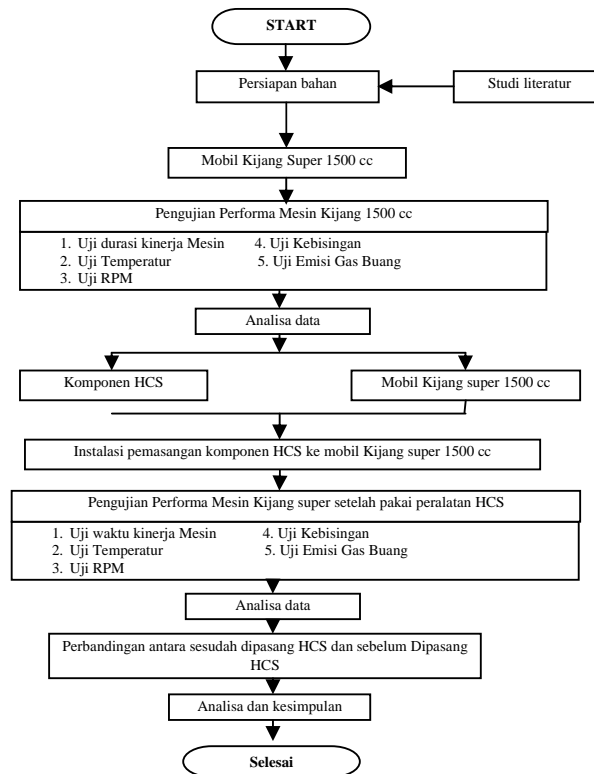 START
Persiapan bahan
Studi literatur
Mobil Kijang Super 1500 cc
Pengujian Performa Mesin Kijang 1500 cc
1. Uji durasi kinerja Mesin 4. Uji Kebisingan
2. Uji Temperatur 5. Uji Emisi Gas Buang
3. Uji RPM
Analisa data
Komponen HCS
Mobil Kijang super 1500 cc
Instalasi pemasangan komponen HCS ke mobil Kijang super 1500 cc
Pengujian Performa Mesin Kijang super setelah pakai peralatan HCS
1. Uji waktu kinerja Mesin 4. Uji Kebisingan
2. Uji Temperatur 5. Uji Emisi Gas Buang
3. Uji RPM
Analisa data
Perbandingan antara sesudah dipasang HCS dan sebelum Dipasang
HCS
Analisa dan kesimpulan
Selesai